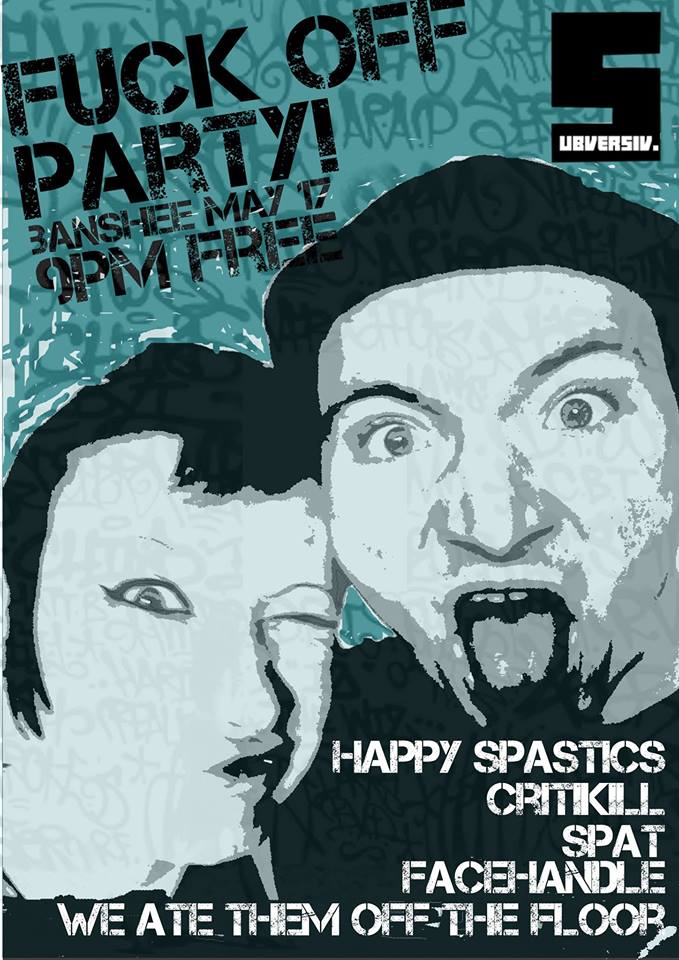 FUCK OFF
PARTY!
BANSHEE MAY 17
9PM FREE
SUBVERSIV.
HAPPY SPASTICS
CRITIKILL
SPAT
FACEHANDLE
WE ATE THEM OFF THE FLOOR